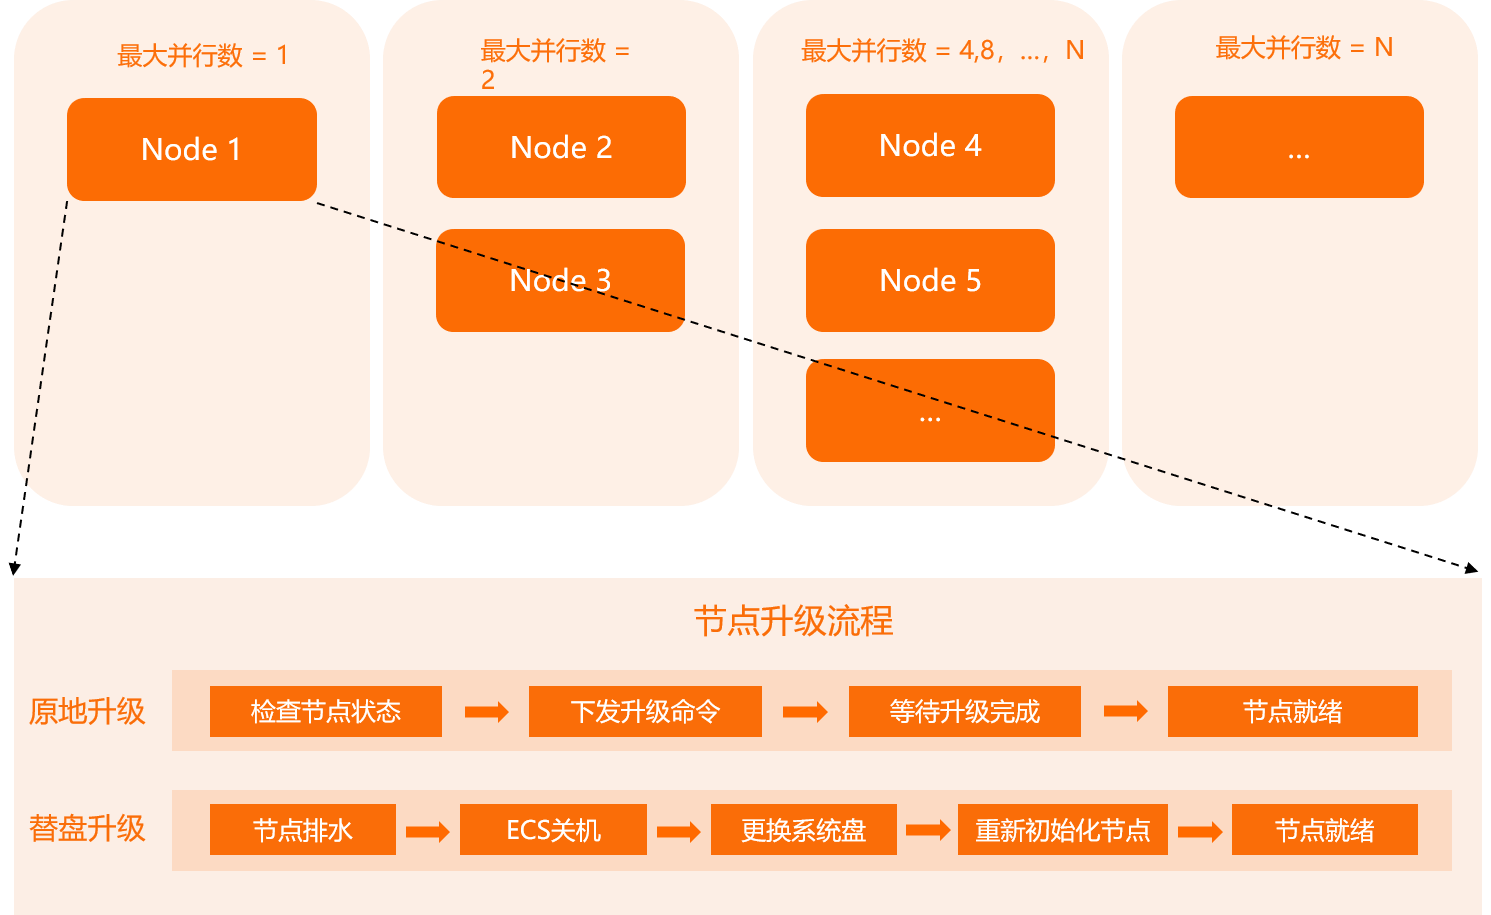 最大并行数 = 1
Node 1
最大并行数 =
2
Node 2
Node 3
最大并行数 = 4,8，...，N
Node 4
Node 5
...
最大并行数 = N
...
节点升级流程
原地升级
检查节点状态
下发升级命令
等待升级完成
节点就绪
替盘升级
节点排水
ECS关机
更换系统盘
重新初始化节点
节点就绪